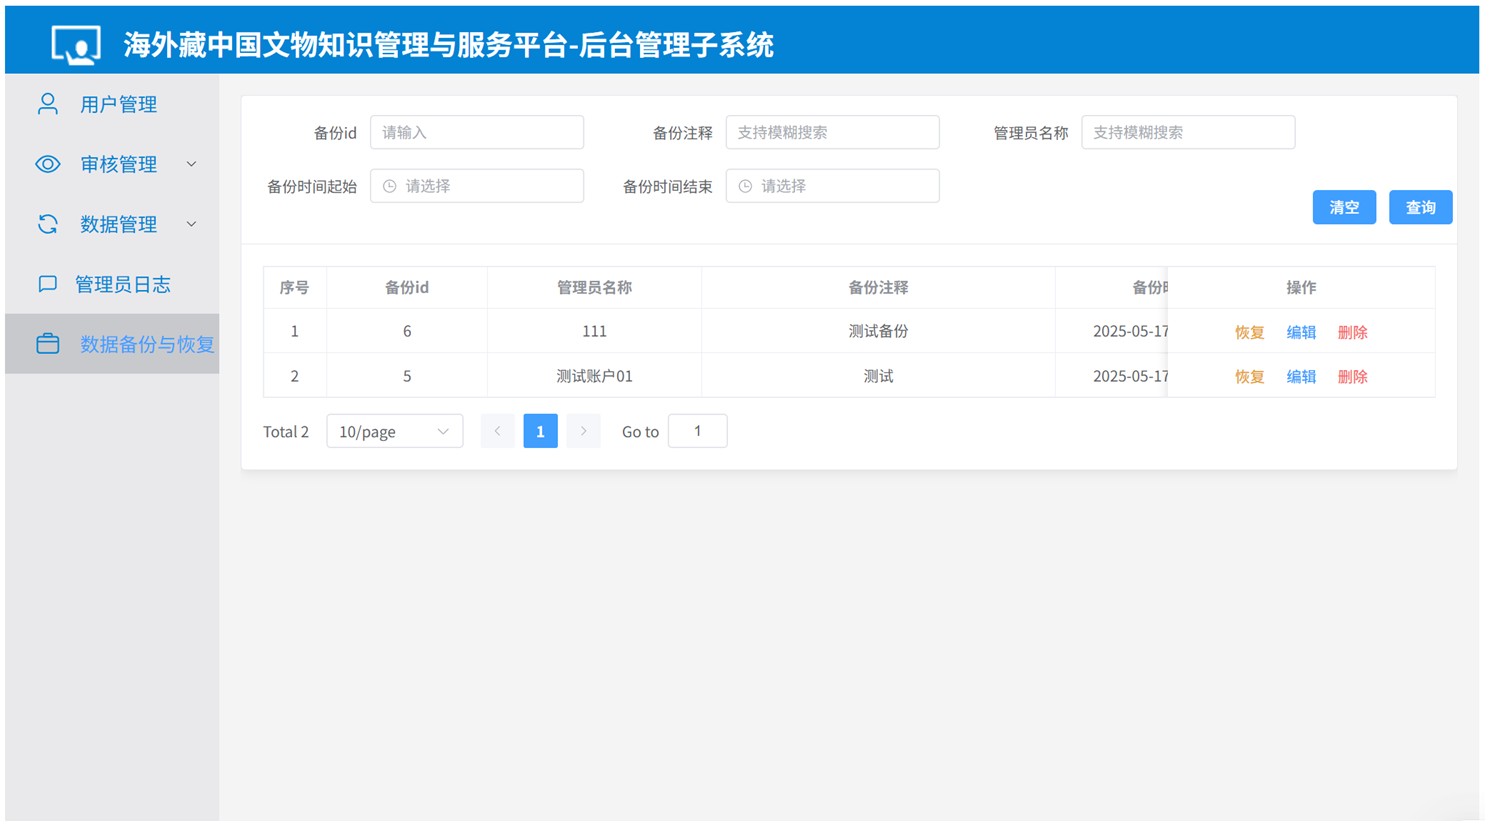 海外藏中国文物知识管理与服务平台-后台管理子系统
用户管理
审核管理
数据管理
管理员日志
数据备份与恢复
备份id 请输入 备份注释 支持模糊搜索 管理员名称 支持模糊搜索
备份时间起始 请选择 备份时间结束 请选择
清空 查询
序号 备份id 管理员名称 备份注释 备份 操作
1 6 111 测试备份 2025-05-17 恢复 编辑 删除
2 5 测试账户01 测试 2025-05-17 恢复 编辑 删除
Total 2 10/page 1 Go to 1